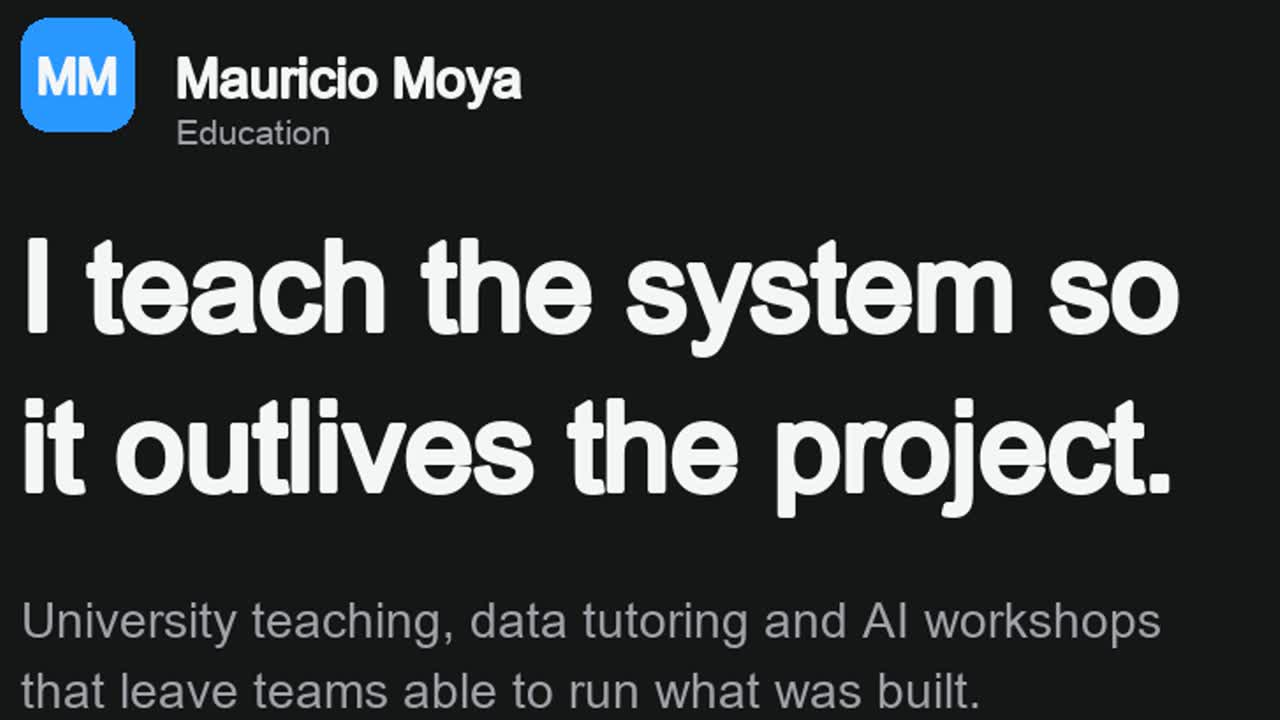 MM
Mauricio Moya
Education
I teach the system so
it outlives the project.
University teaching, data tutoring and AI workshops
that leave teams able to run what was built.